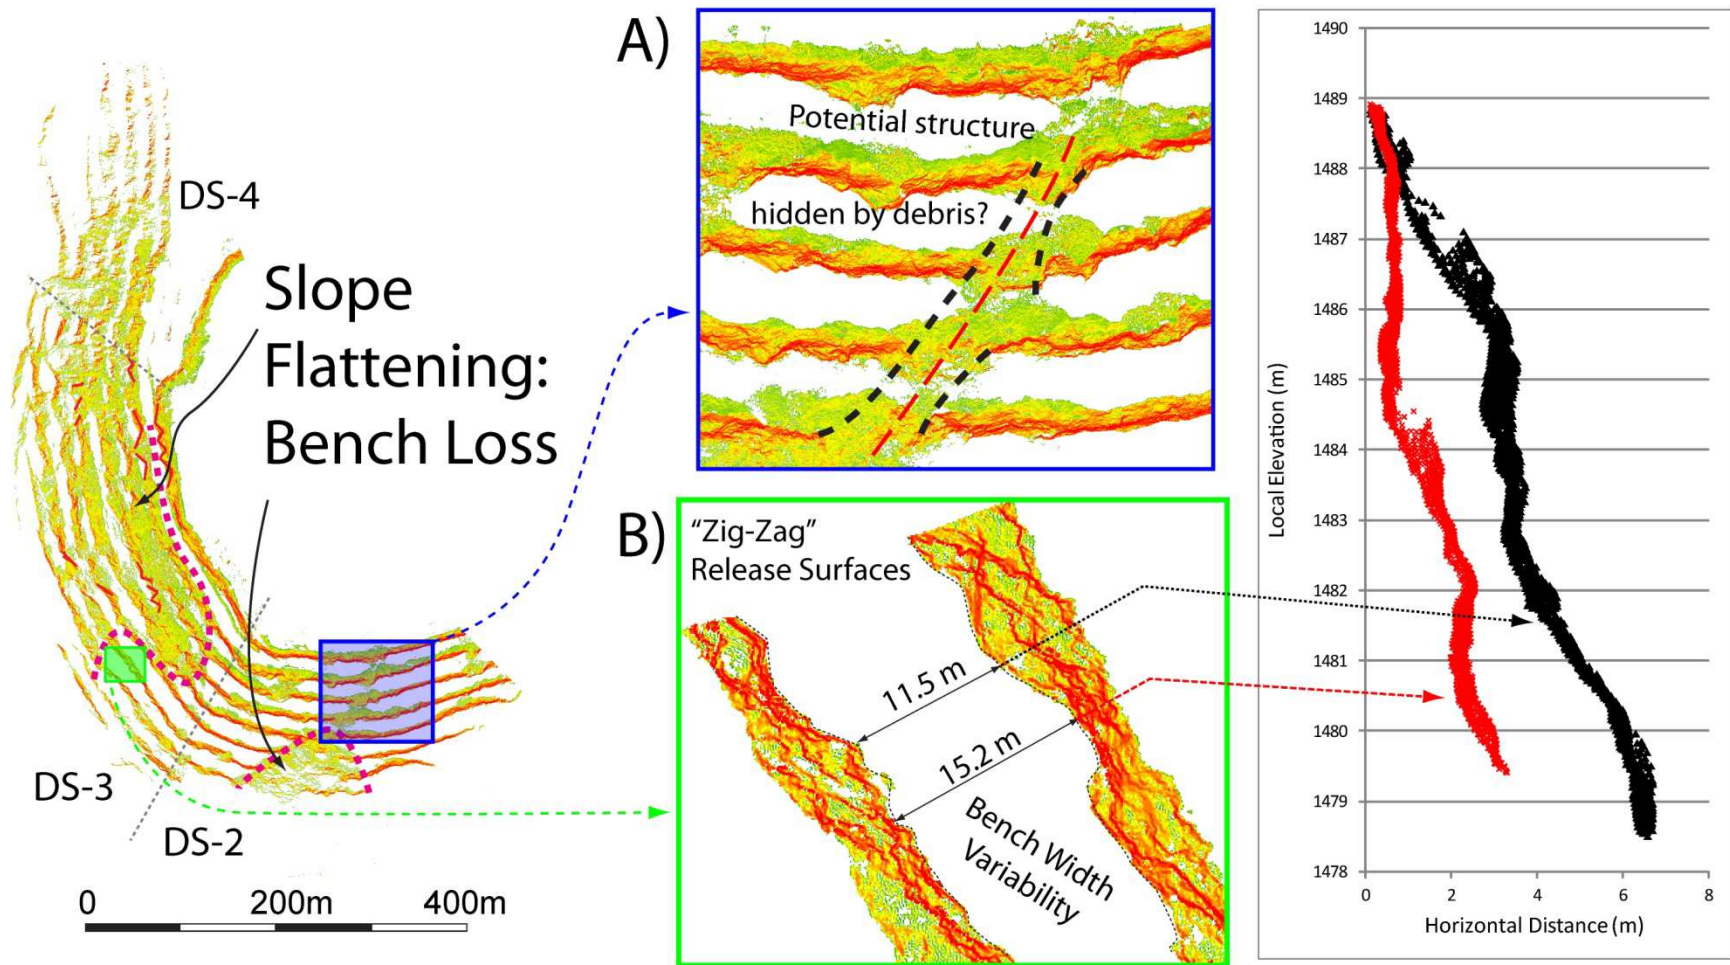 DS-4
Slope
Flattening:
Bench Loss
DS-3
DS-2
0 200m 400m
A)
Potential structure
hidden by debris?
B)
"Zig-Zag"
Release Surfaces
11.5 m
15.2 m
Bench Width
Variability
Local Elevation (m)
1490
1489
1488
1487
1486
1485
1484
1483
1482
1481
1480
1479
1478
0 2 4 6 8
Horizontal Distance (m)